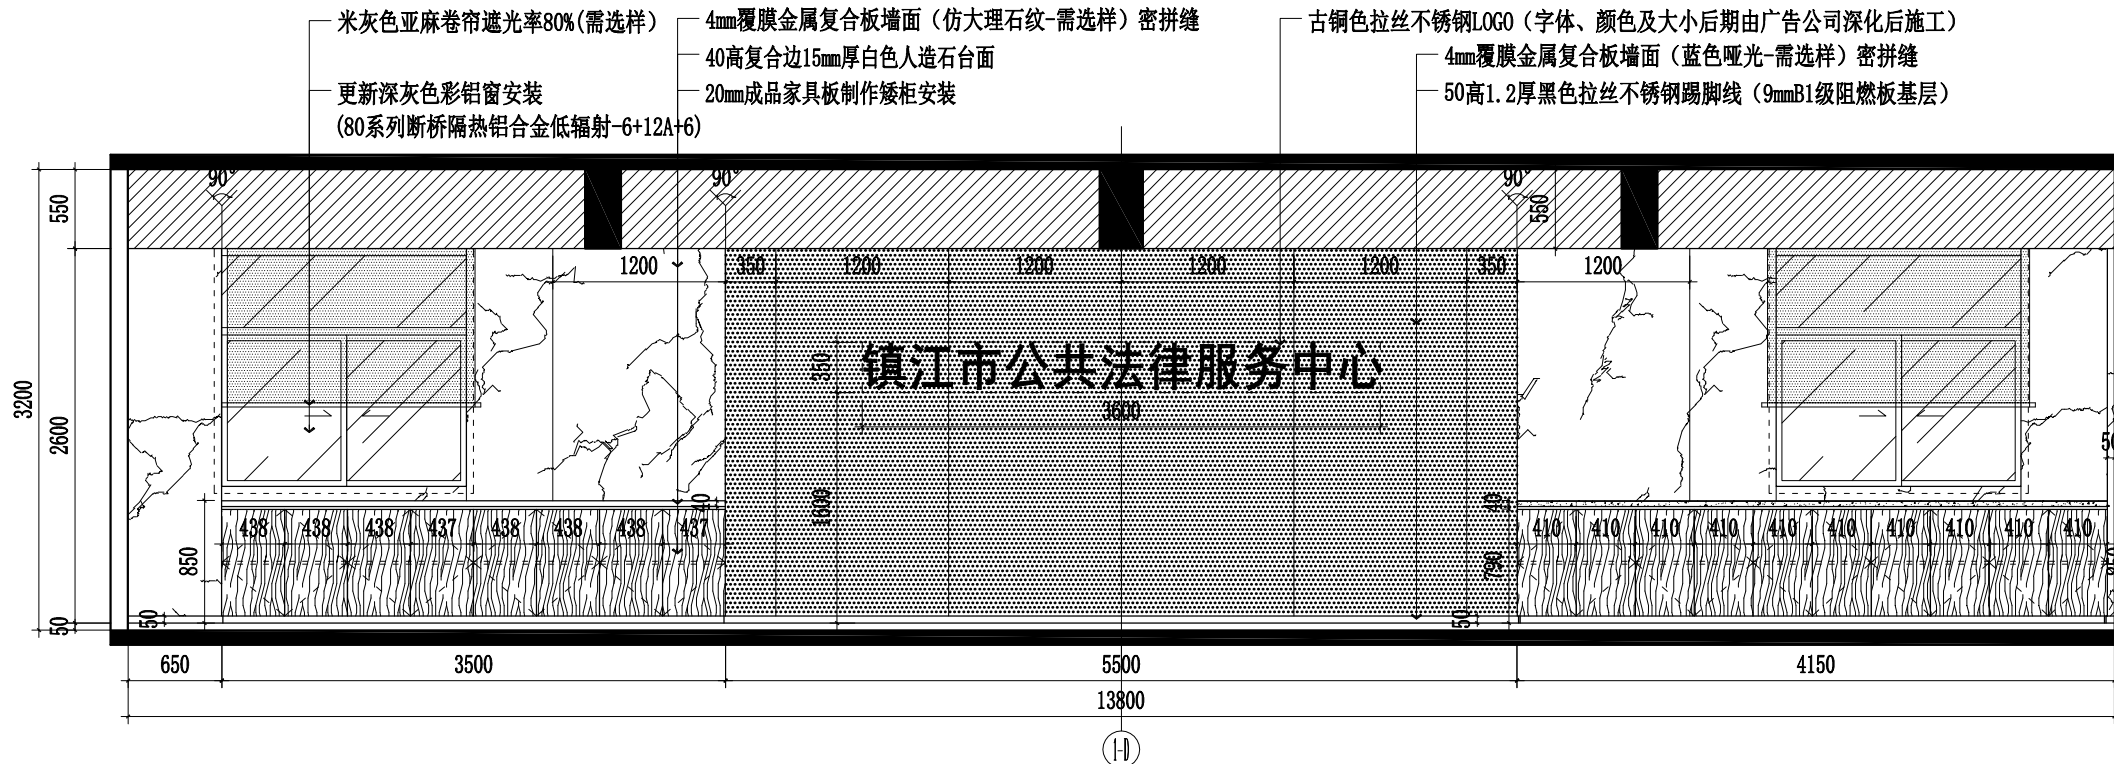 米灰色亚麻卷帘遮光率80%(需选样)
4mm覆膜金属复合板墙面（仿大理石纹-需选样）密拼缝
古铜色拉丝不锈钢LOGO（字体、颜色及大小后期由广告公司深化后施工）
40高复合边15mm厚白色人造石台面
4mm覆膜金属复合板墙面（蓝色哑光-需选样）密拼缝
更新深灰色彩铝窗安装
20mm成品家具板制作矮柜安装
50高1.2厚黑色拉丝不锈钢踢脚线（9mmB1级阻燃板基层）
(80系列断桥隔热铝合金低辐射-6+12A+6)
90° 90° 90°
550 550
1200 350 1200 1200 1200 1200 350 1200
镇江市公共法律服务中心
350
3600
3200
2600
50
1600
40 40
438 438 438 437 438 438 438 437
410 410 410 410 410 410 410 410 410 410
850 790
50 50 50
650 3500 5500 4150
13800
1-D